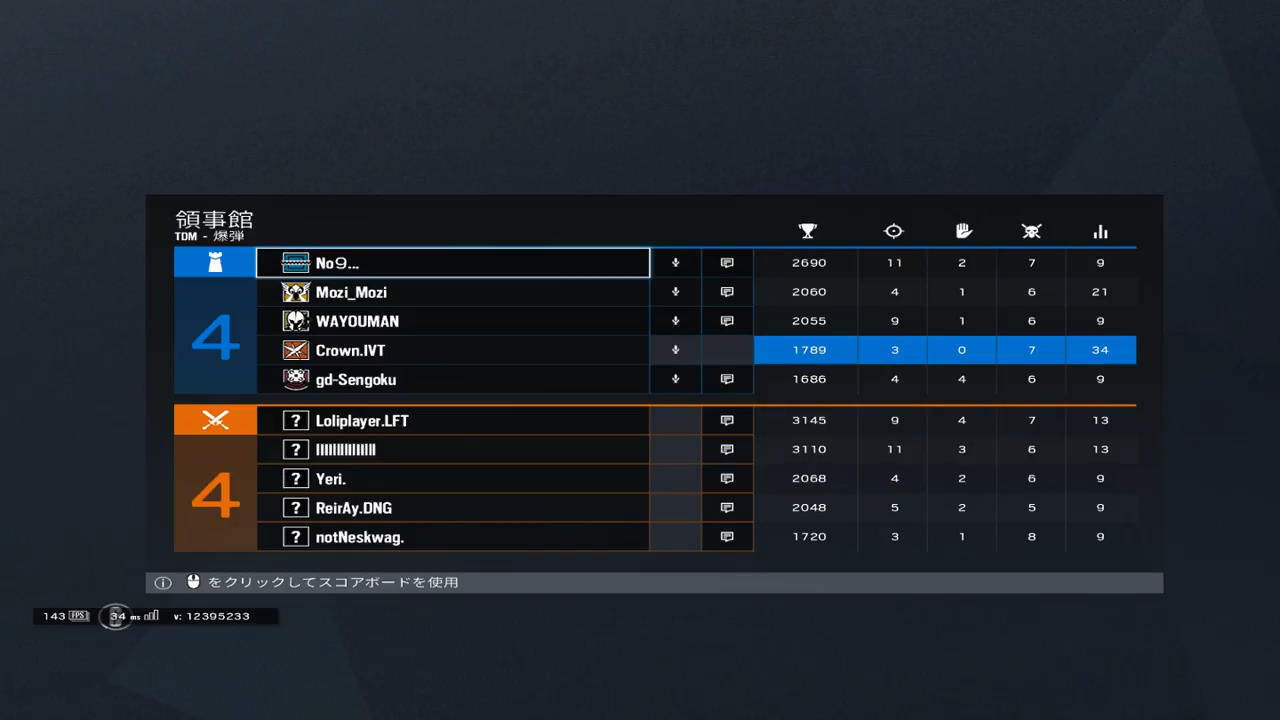 領事館
TDM - 爆弾
No9... 2690 11 2 7 9
4
Mozi_Mozi 2060 4 1 6 21
WAYOUMAN 2055 9 1 6 9
Crown.IVT 1789 3 0 7 34
gd-Sengoku 1686 4 4 6 9
4
? Loliplayer.LFT 3145 9 4 7 13
? 3110 11 3 6 13
? Yeri. 2068 4 2 6 9
? ReirAy.DNG 2048 5 2 5 9
? notNeskwag. 1720 3 1 8 9
をクリックしてスコアボードを使用
143 FPS 34 ms v: 12395233